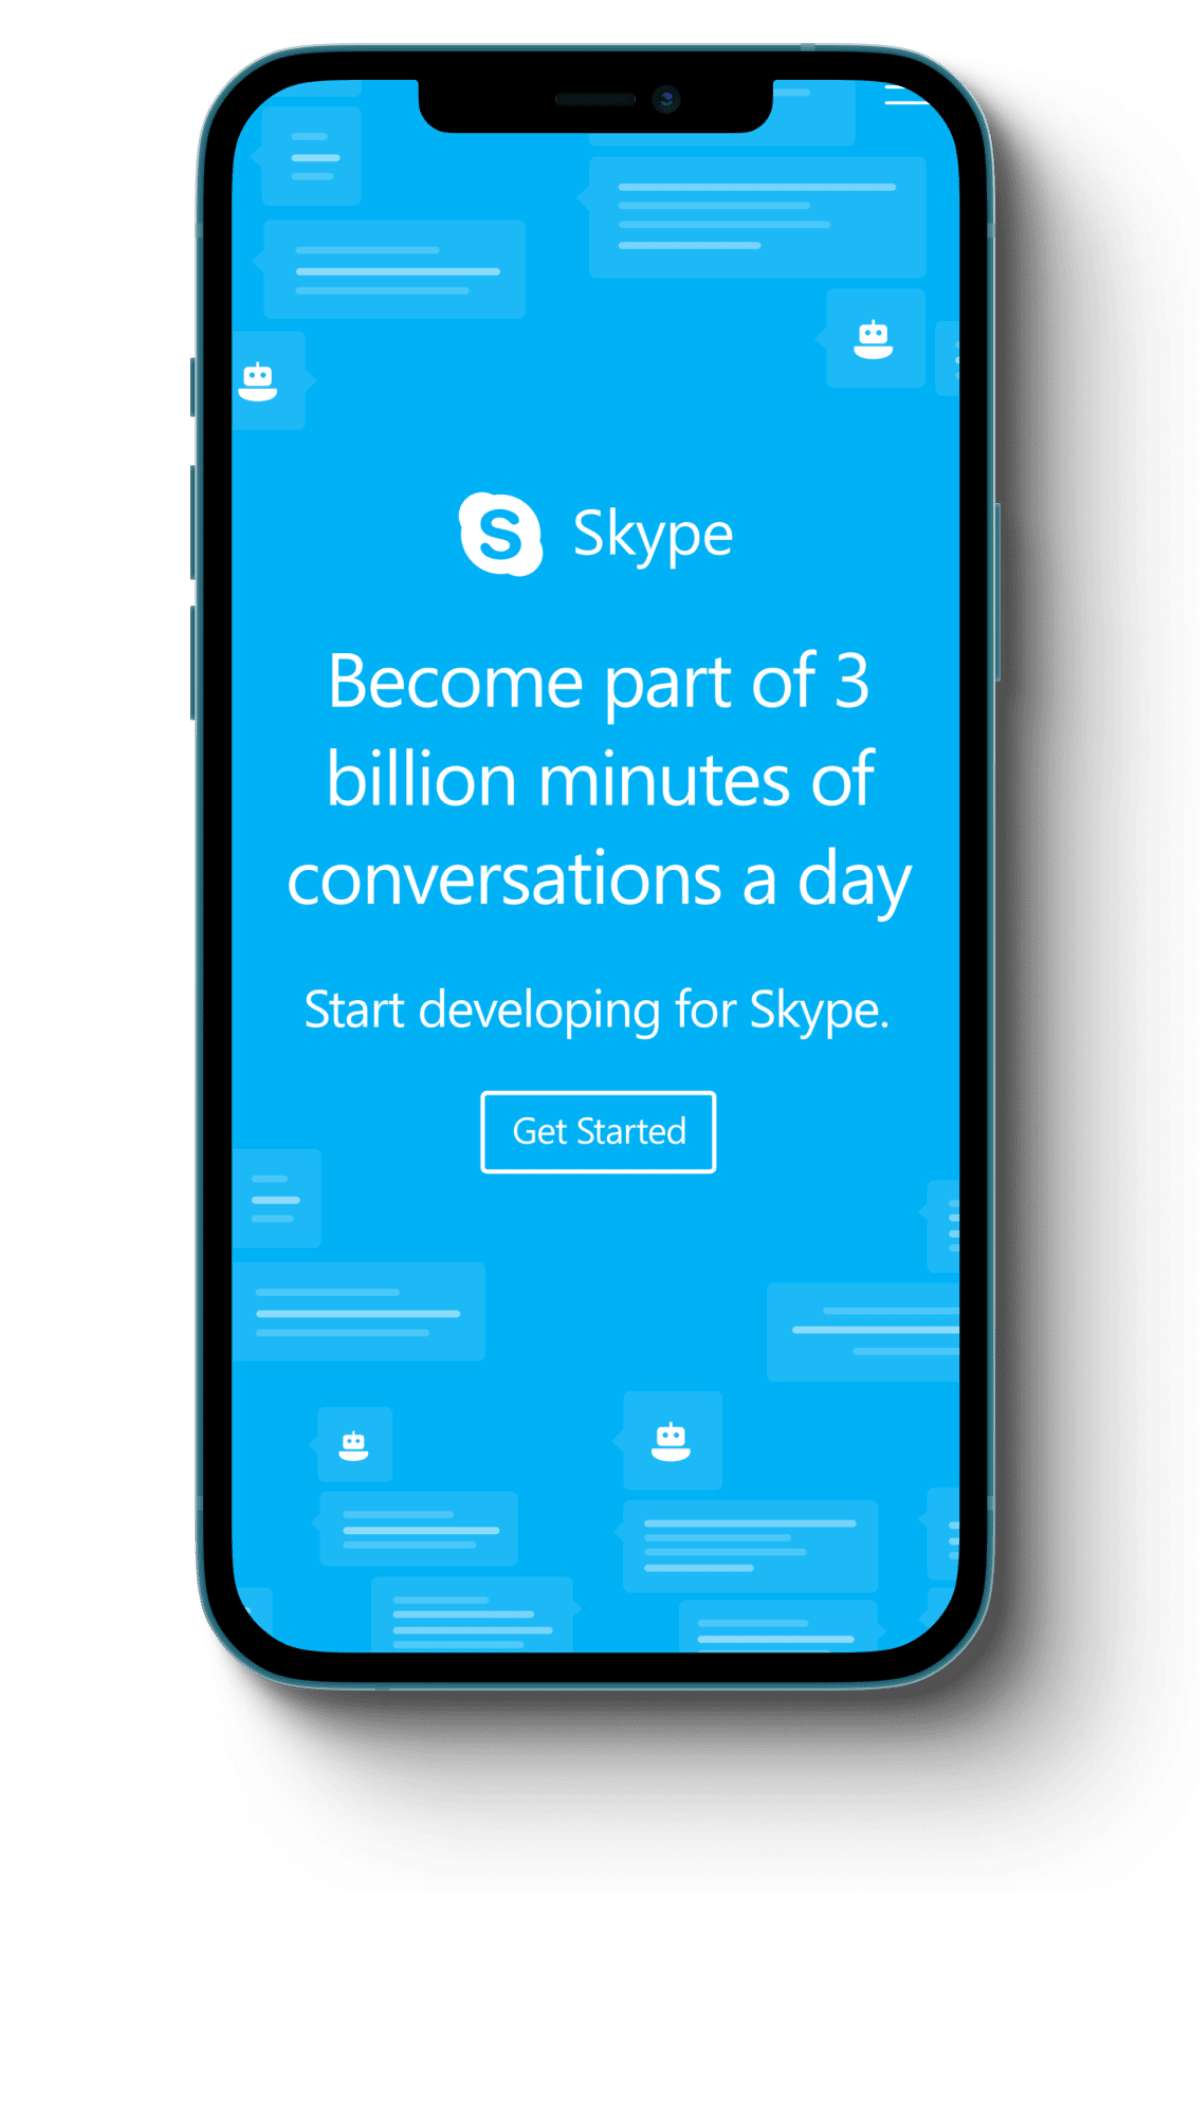 Skype
Become part of 3
billion minutes of
conversations a day
Start developing for Skype.
Get Started